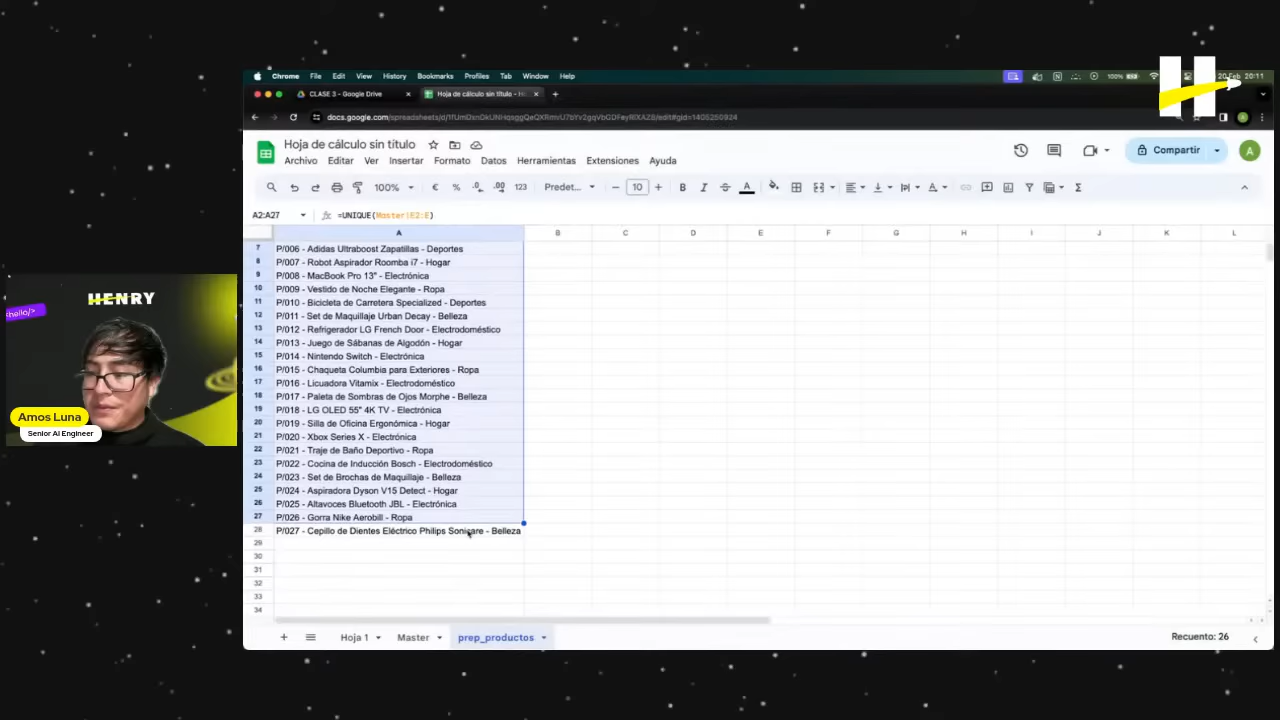 Chrome File Edit View History Bookmarks Profiles Tab Window Help 100% 20 Feb 20:11
CLASE 3 - Google Drive Hoja de cálculo sin título - H
Hoja de cálculo sin título
Archivo Editar Ver Insertar Formato Datos Herramientas Extensiones Ayuda
Compartir A
100% € % .0 .00 123 Predet... 10 B I A
A2:A27 fx =UNIQUE(Master!E2:E)
A B C D E F G H I J K L
7 P/006 - Adidas Ultraboost Zapatillas - Deportes
8 P/007 - Robot Aspirador Roomba i7 - Hogar
9 P/008 - MacBook Pro 13" - Electrónica
10 P/009 - Vestido de Noche Elegante - Ropa
11 P/010 - Bicicleta de Carretera Specialized - Deportes
12 P/011 - Set de Maquillaje Urban Decay - Belleza
13 P/012 - Refrigerador LG French Door - Electrodoméstico
14 P/013 - Juego de Sábanas de Algodón - Hogar
15 P/014 - Nintendo Switch - Electrónica
16 P/015 - Chaqueta Columbia para Exteriores - Ropa
17 P/016 - Licuadora Vitamix - Electrodoméstico
18 P/017 - Paleta de Sombras de Ojos Morphe - Belleza
19 P/018 - LG OLED 55" 4K TV - Electrónica
20 P/019 - Silla de Oficina Ergonómica - Hogar
21 P/020 - Xbox Series X - Electrónica
22 P/021 - Traje de Baño Deportivo - Ropa
23 P/022 - Cocina de Inducción Bosch - Electrodoméstico
24 P/023 - Set de Brochas de Maquillaje - Belleza
25 P/024 - Aspiradora Dyson V15 Detect - Hogar
26 P/025 - Altavoces Bluetooth JBL - Electrónica
27 P/026 - Gorra Nike Aerobill - Ropa
28 P/027 - Cepillo de Dientes Eléctrico Philips Sonicare - Belleza
29
30
31
32
33
34
Hoja 1 Master prep_productos Recuento: 26
HENRY
hello/>
Amos Luna
Senior AI Engineer
H